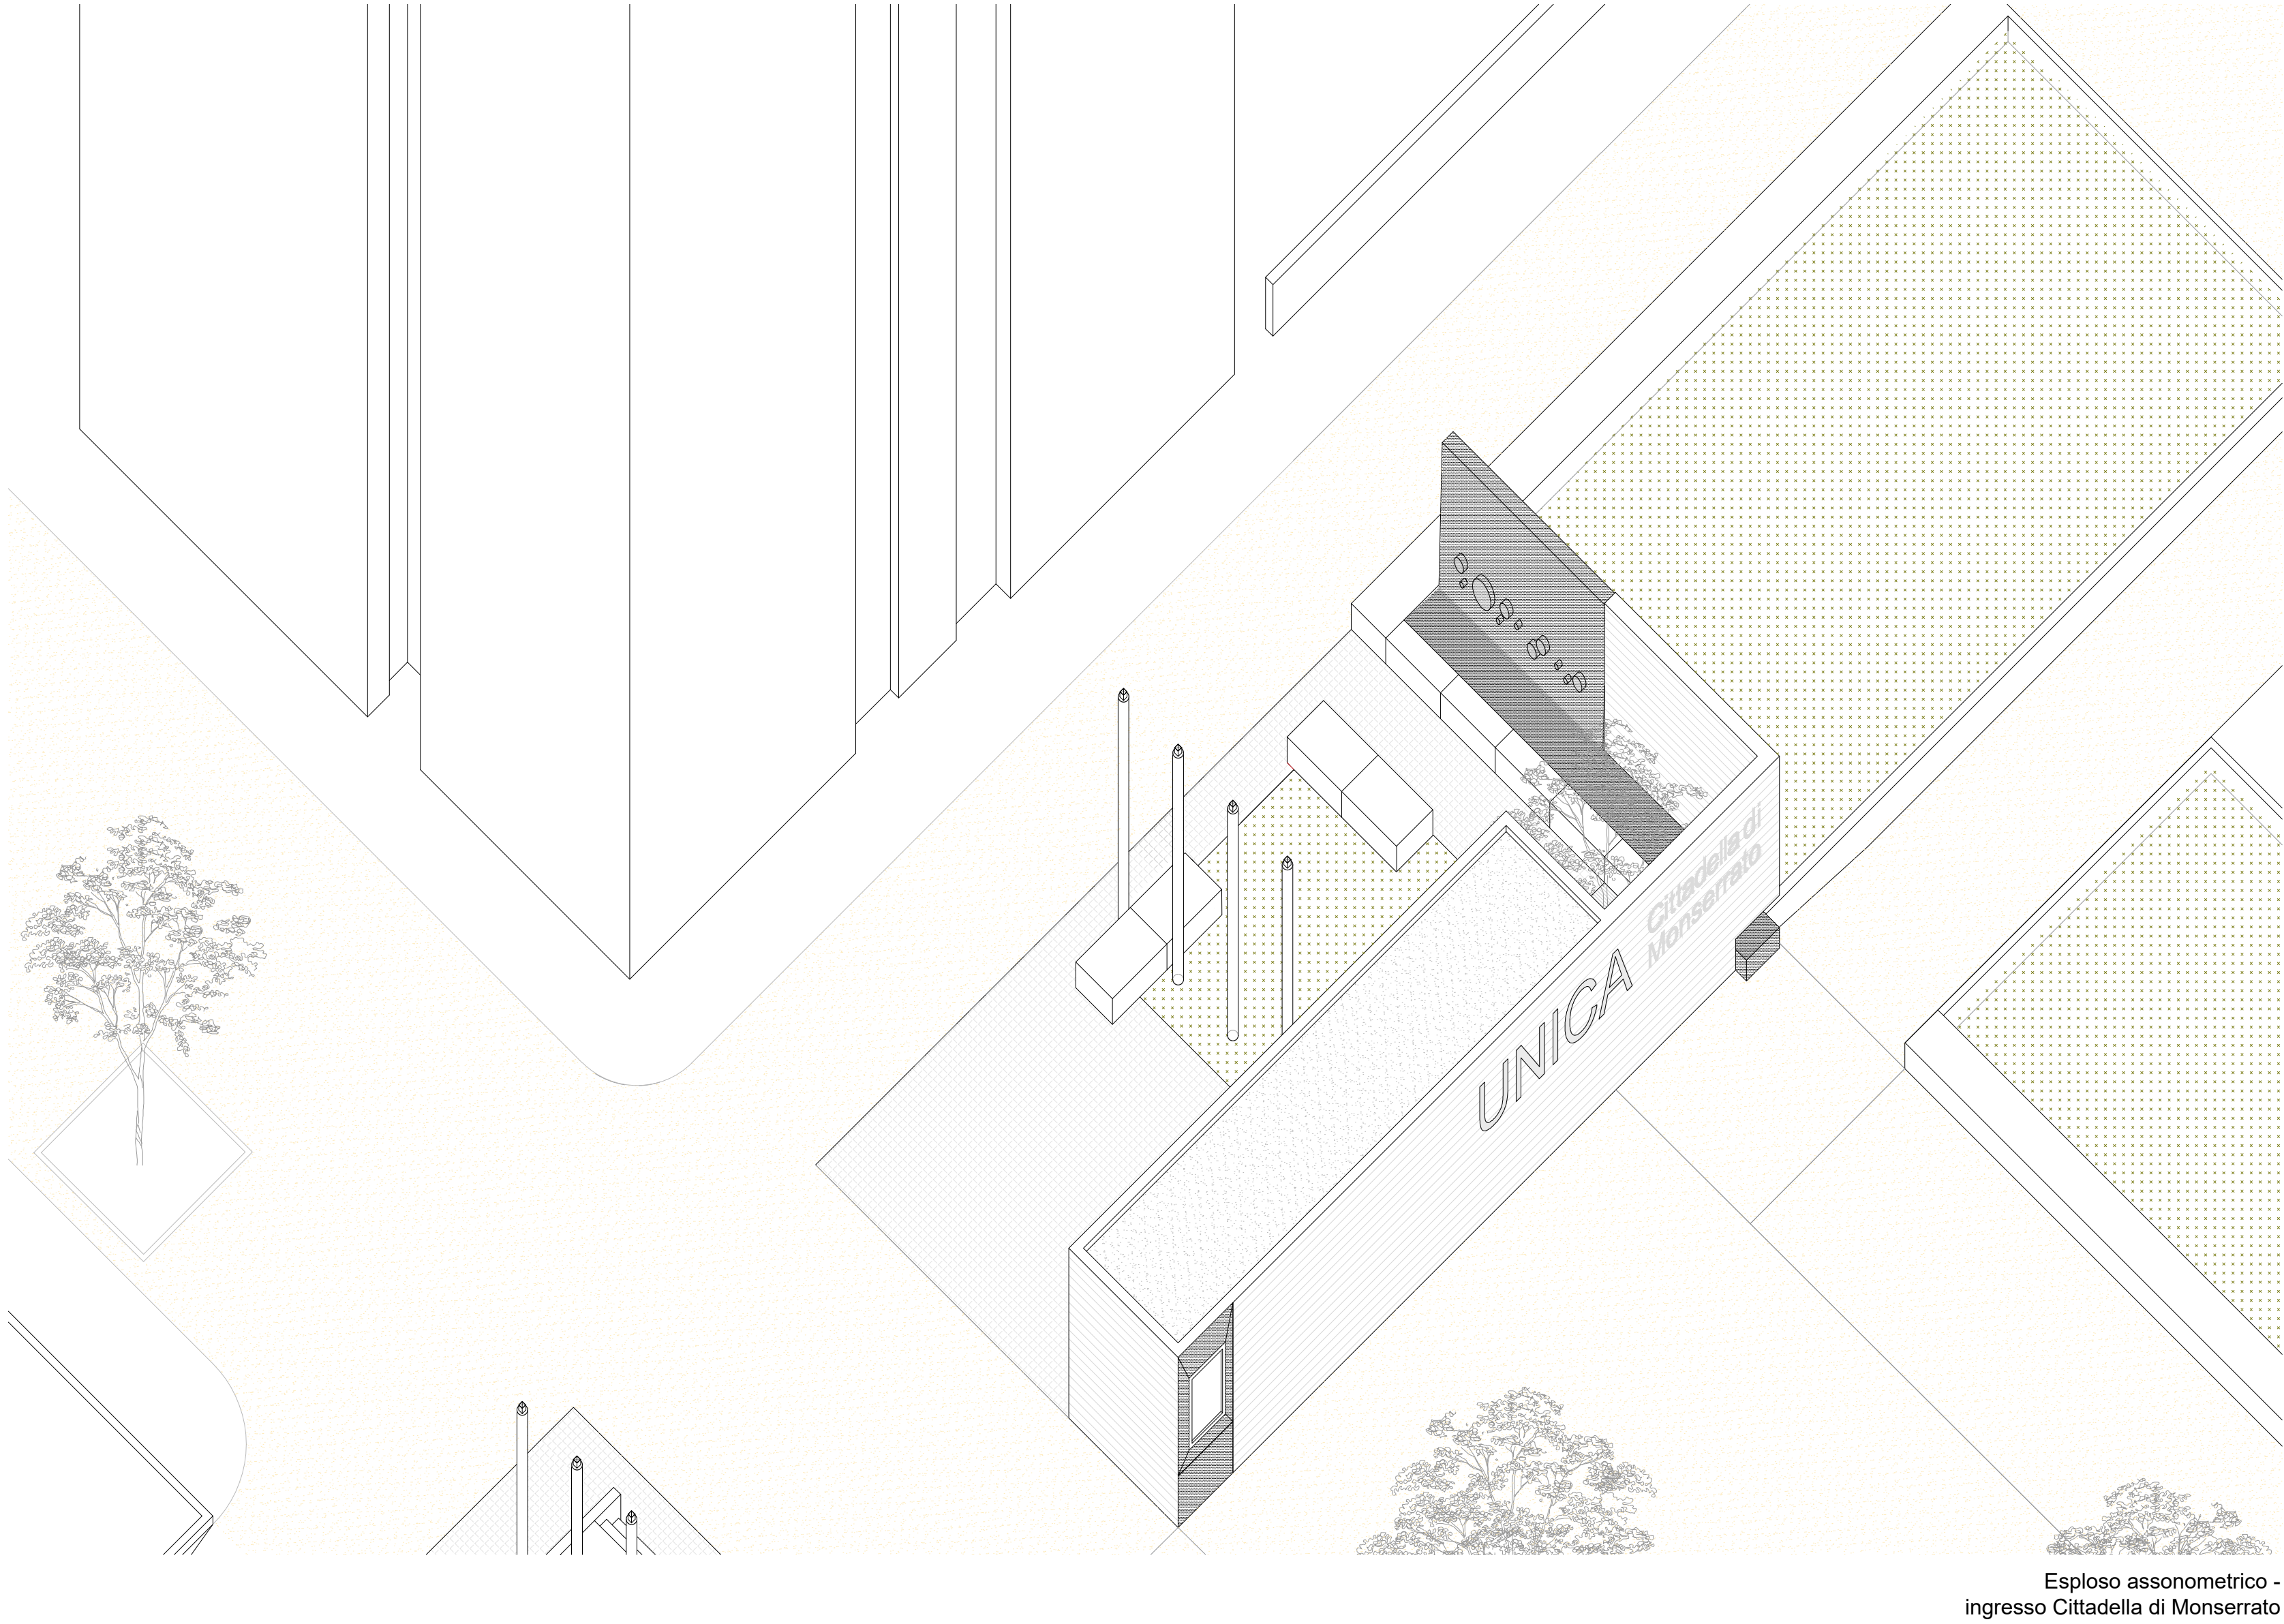 Cittadella di
Monserrato
UNICA
Esploso assonometrico -
ingresso Cittadella di Monserrato